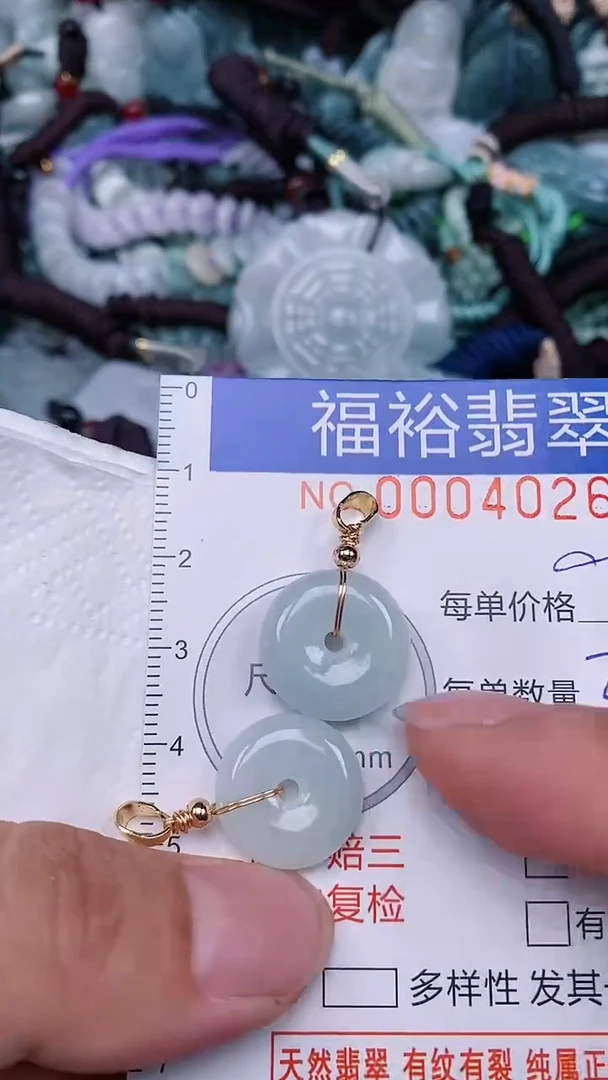 0
福裕翡翠
1
NO 0004026
2
每单价格
3
尺
每单数量
4
mm
5
赔三
复检
有
多样性 发其
天然翡翠 有纹有裂 纯属正
7